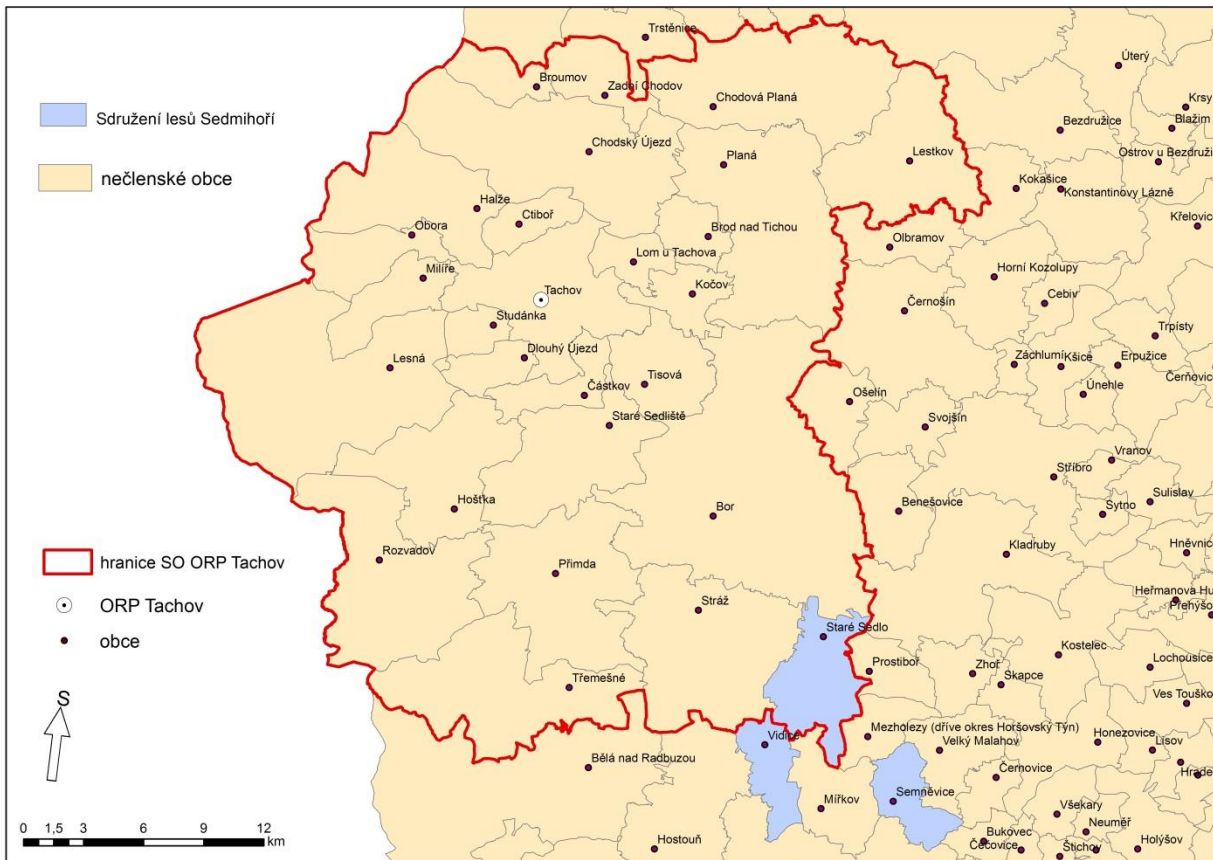 Trstěnice
Úterý
Broumov
Zadní Chodov
Chodová Planá
Krsy
Bezdružice
Blažim
Sdružení lesů Sedmihoří
Chodský Újezd
Planá
Lestkov
Ostrov u Bezdružic
nečlenské obce
Kokašice
Konstantinovy Lázně
Halže
Ctiboř
Křelovice
Obora
Brod nad Tichou
Olbramov
Lom u Tachova
Milíře
Horní Kozolupy
Kočov
Tachov
Cebiv
Černošín
Studánka
Trpísty
Dlouhý Újezd
Lesná
Záchlumí
Kšice
Erpužice
Tisová
Částkov
Únehle
Ošelín
Staré Sedliště
Svojšín
Vranov
Stříbro
Hošťka
Sulislav
Bor
Benešovice
Sytno
Rozvadov
Kladruby
Hněvnice
hranice SO ORP Tachov
Přimda
ORP Tachov
Stráž
Heřmanova Hu
Přehýšo
obce
Staré Sedlo
Kostelec
Prostiboř
Zhoř
Lochousice
Skapce
Třemešné
Ves Touško
S
Mezholezy (dříve okres Horšovský Týn)
Vidice
Velký Malahov
Honezovice
Lisov
Bělá nad Radbuzou
Černovice
Hrade
Semněvice
Mířkov
Všekary
0 1,5 3 6 9 12
km
Neuměř
Hostouň
Bukovec
Čečovice
Štichov
Holýšov